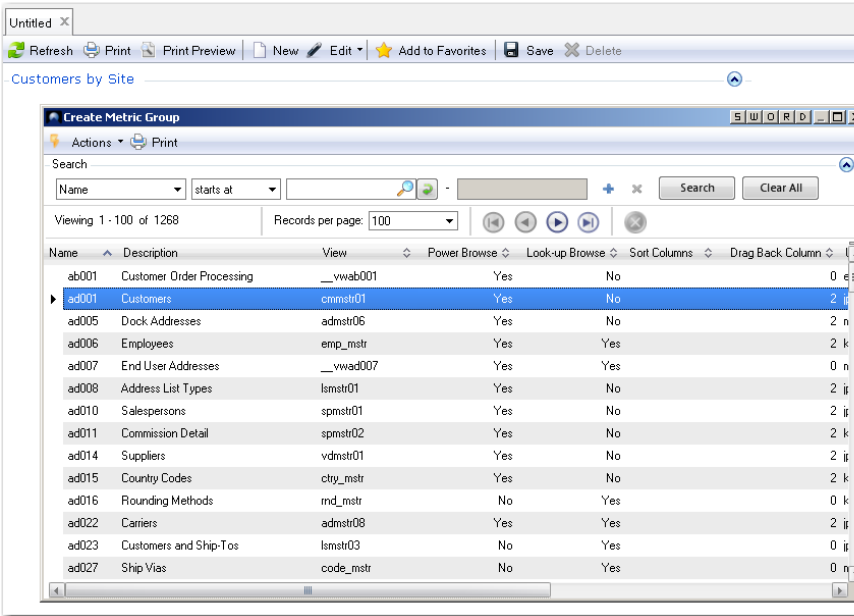 Untitled
Refresh Print Print Preview New Edit Add to Favorites Save Delete
Customers by Site
Create Metric Group S W O R D
Actions Print
Search
Name starts at - Search Clear All
Viewing 1 - 100 of 1268 Records per page: 100
Name Description View Power Browse Look-up Browse Sort Columns Drag Back Column
ab001 Customer Order Processing __vwab001 Yes No 0
ad001 Customers cmmstr01 Yes No 2
ad005 Dock Addresses admstr06 Yes No 2
ad006 Employees emp_mstr Yes Yes 2
ad007 End User Addresses __vwad007 Yes Yes 0
ad008 Address List Types lsmstr01 Yes No 2
ad010 Salespersons spmstr01 Yes No 2
ad011 Commission Detail spmstr02 Yes No 2
ad014 Suppliers vdmstr01 Yes No 2
ad015 Country Codes ctry_mstr Yes No 2
ad016 Rounding Methods rnd_mstr No Yes 0
ad022 Carriers admstr08 Yes Yes 2
ad023 Customers and Ship-Tos lsmstr03 No Yes 0
ad027 Ship Vias code_mstr No Yes 0